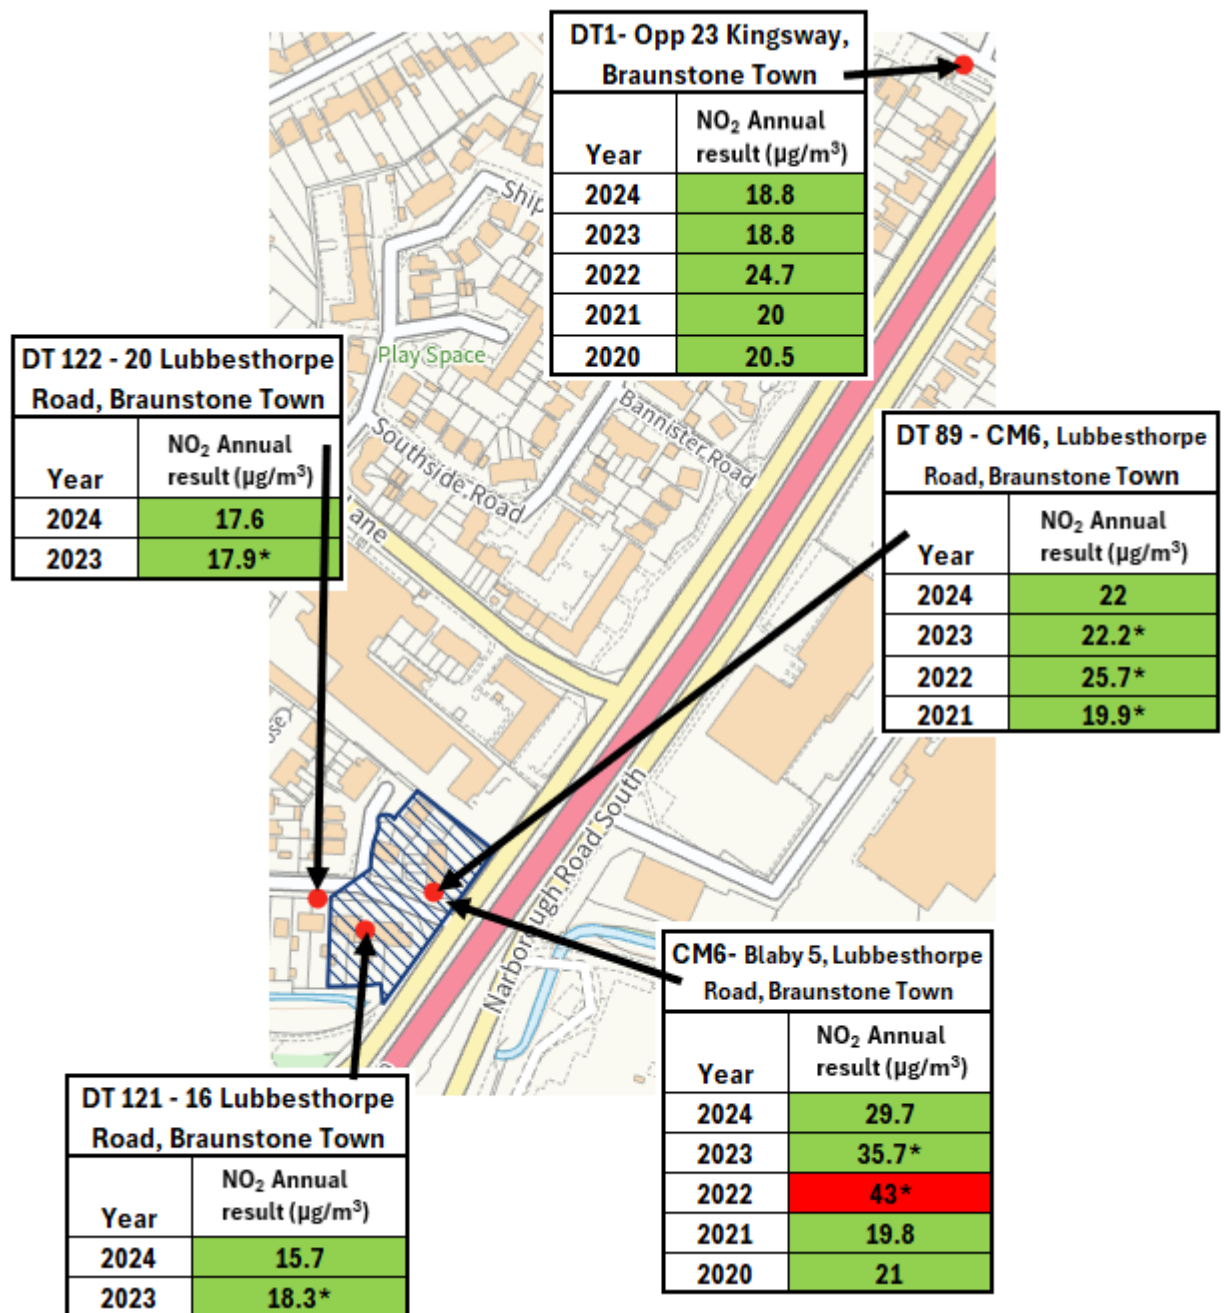 DT1- Opp 23 Kingsway,
Braunstone Town
Year NO₂ Annual
result (µg/m³)
2024 18.8
2023 18.8
2022 24.7
2021 20
2020 20.5
Ship
Play Space
Southside Road
Bannister Road
Lane
DT 122 - 20 Lubbesthorpe
Road, Braunstone Town
Year NO₂ Annual
result (µg/m³)
2024 17.6
2023 17.9*
DT 89 - CM6, Lubbesthorpe
Road, Braunstone Town
Year NO₂ Annual
result (µg/m³)
2024 22
2023 22.2*
2022 25.7*
2021 19.9*
ose
Narborough Road South
CM6- Blaby 5, Lubbesthorpe
Road, Braunstone Town
Year NO₂ Annual
result (µg/m³)
2024 29.7
2023 35.7*
2022 43*
2021 19.8
2020 21
DT 121 - 16 Lubbesthorpe
Road, Braunstone Town
Year NO₂ Annual
result (µg/m³)
2024 15.7
2023 18.3*